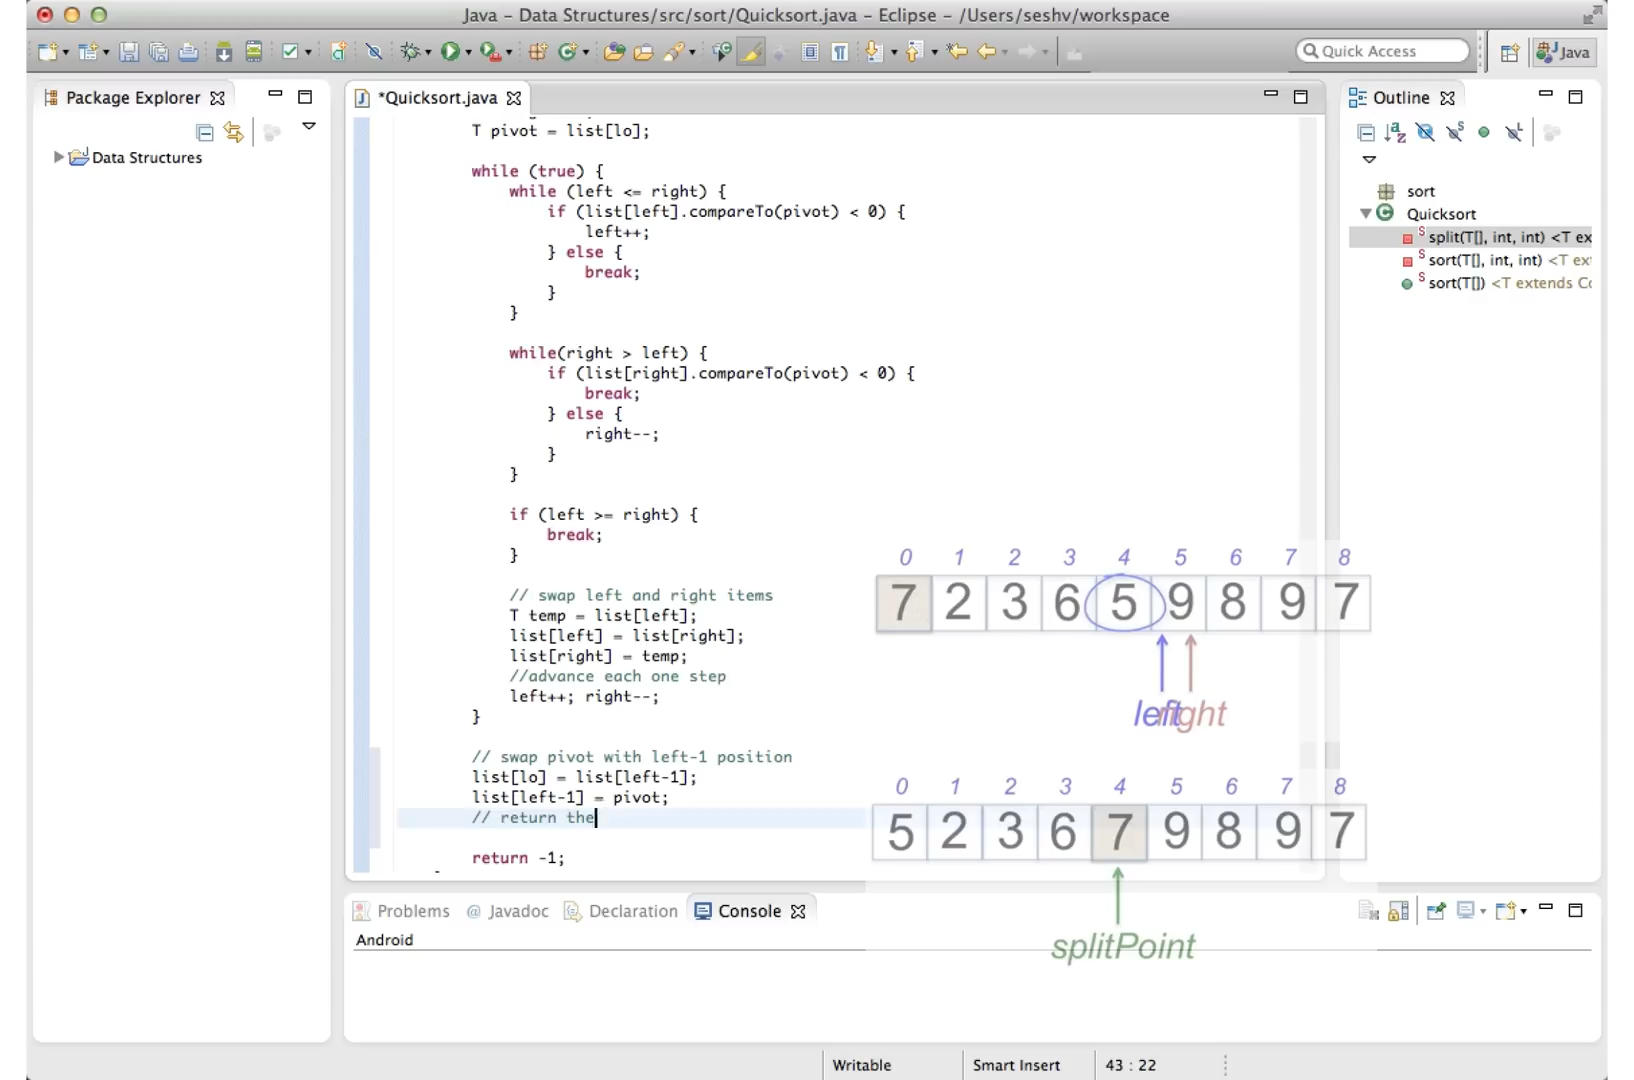 Java - Data Structures/src/sort/Quicksort.java - Eclipse - /Users/seshv/workspace
Quick Access
Java
Package Explorer
Data Structures
*Quicksort.java
T pivot = list[lo];
while (true) {
while (left <= right) {
if (list[left].compareTo(pivot) < 0) {
left++;
} else {
break;
}
}
while(right > left) {
if (list[right].compareTo(pivot) < 0) {
break;
} else {
right--;
}
}
if (left >= right) {
break;
}
// swap left and right items
T temp = list[left];
list[left] = list[right];
list[right] = temp;
//advance each one step
left++; right--;
}
// swap pivot with left-1 position
list[lo] = list[left-1];
list[left-1] = pivot;
// return the
return -1;
0 1 2 3 4 5 6 7 8
7 2 3 6 5 9 8 9 7
left right
0 1 2 3 4 5 6 7 8
5 2 3 6 7 9 8 9 7
splitPoint
Outline
sort
Quicksort
split(T[], int, int) <T ex
sort(T[], int, int) <T ex
sort(T[]) <T extends Co
Problems @ Javadoc Declaration Console
Android
Writable
Smart Insert
43 : 22